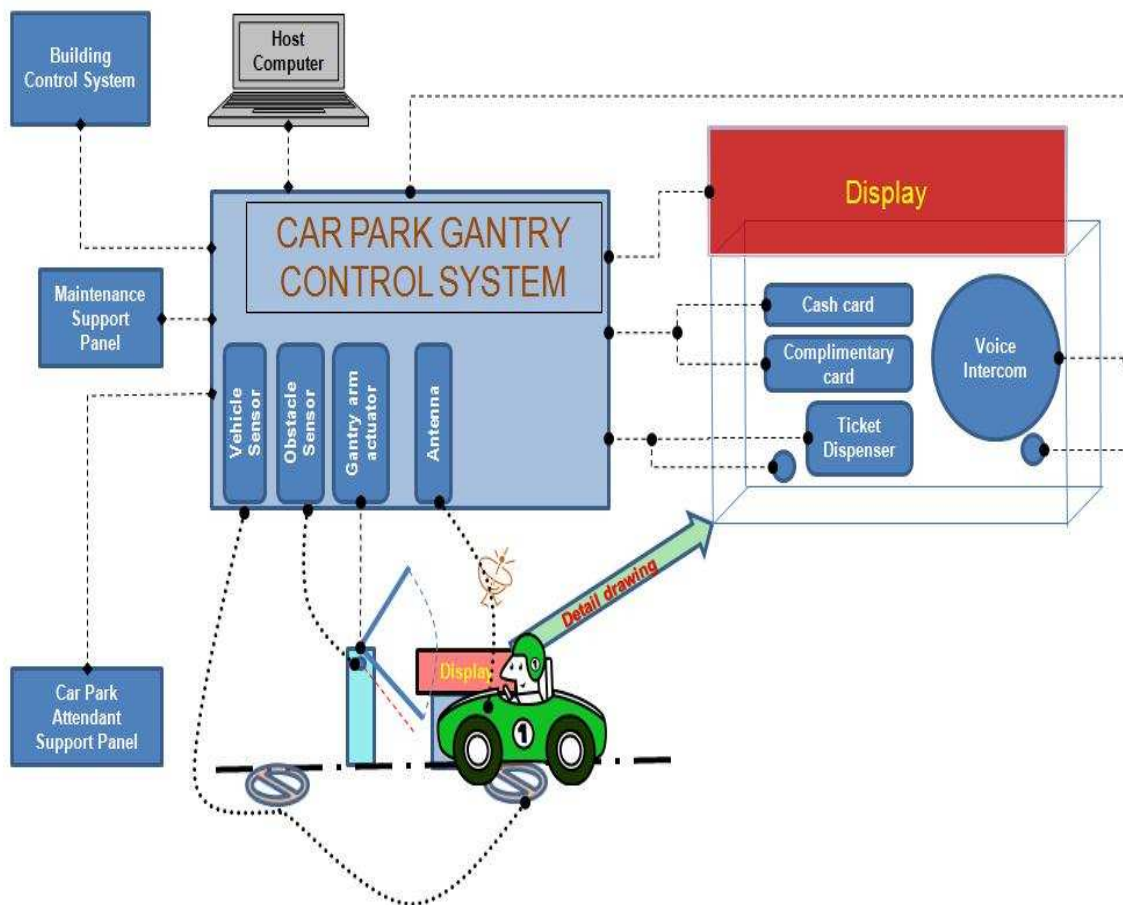 Building
Control System
Host
Computer
Display
CAR PARK GANTRY
CONTROL SYSTEM
Maintenance
Support
Panel
Cash card
Complimentary
card
Voice
Intercom
Ticket
Dispenser
Vehicle
Sensor
Obstacle
Sensor
Gantry arm
actuator
Antenna
Detail drawing
Display
1
1
Car Park
Attendant
Support Panel